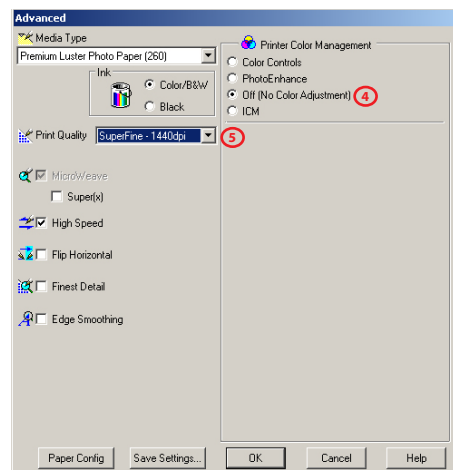 Advanced
Media Type
Premium Luster Photo Paper (260)
Ink
Color/B&W
Black
Print Quality
SuperFine - 1440dpi
5
MicroWeave
Super(x)
High Speed
Flip Horizontal
Finest Detail
Edge Smoothing
Printer Color Management
Color Controls
PhotoEnhance
Off (No Color Adjustment)
4
ICM
Paper Config
Save Settings...
OK
Cancel
Help